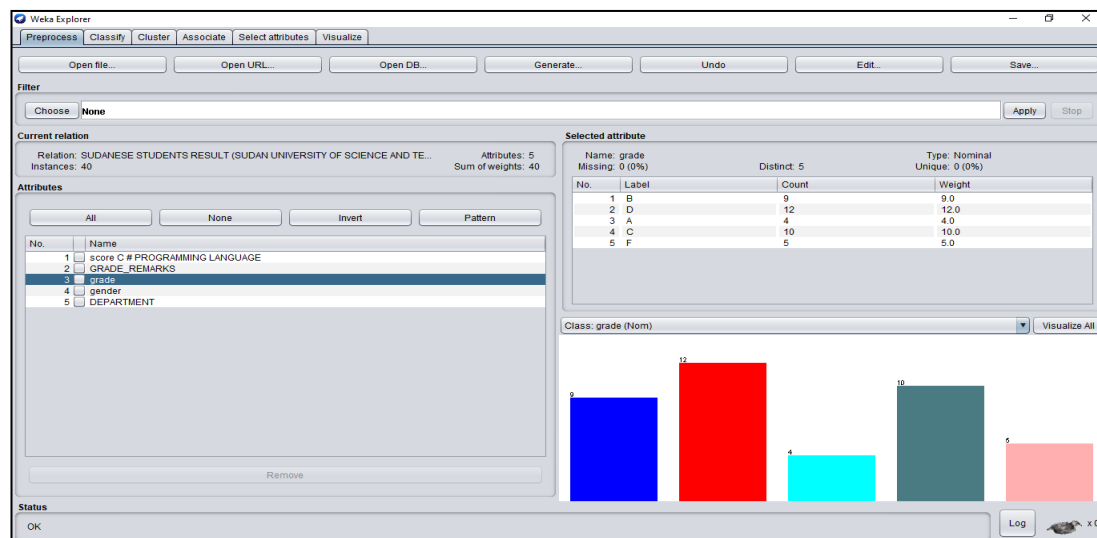 Weka Explorer
Preprocess Classify Cluster Associate Select attributes Visualize
Open file... Open URL... Open DB... Generate... Undo Edit... Save...
Filter
Choose None Apply Stop
Current relation
Relation: SUDANESE STUDENTS RESULT (SUDAN UNIVERSITY OF SCIENCE AND TE... Attributes: 5
Instances: 40 Sum of weights: 40
Attributes
All None Invert Pattern
No. Name
1 score C # PROGRAMMING LANGUAGE
2 GRADE_REMARKS
3 grade
4 gender
5 DEPARTMENT
Remove
Selected attribute
Name: grade Type: Nominal
Missing: 0 (0%) Distinct: 5 Unique: 0 (0%)
No. Label Count Weight
1 B 9 9.0
2 D 12 12.0
3 A 4 4.0
4 C 10 10.0
5 F 5 5.0
Class: grade (Nom) Visualize All
9 12 4 10 5
Status
OK Log x 0